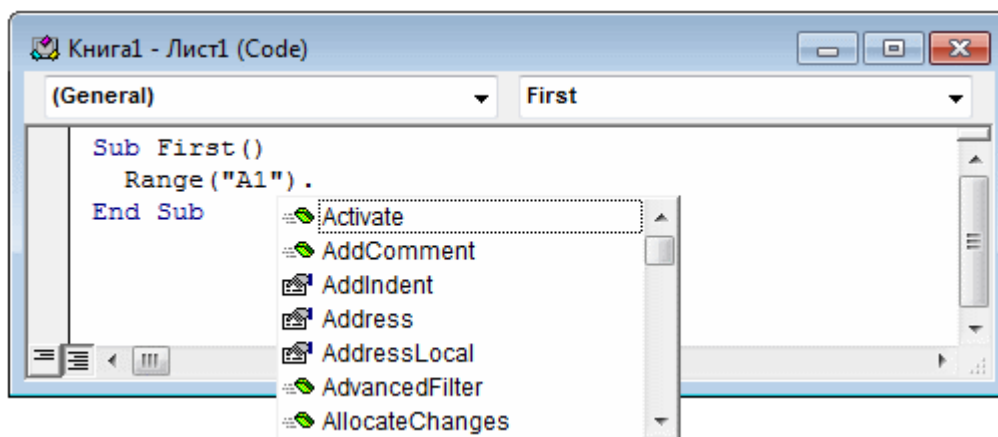 Книга1 - Лист1 (Code)
(General) First
Sub First()
Range("A1").
End Sub
Activate
AddComment
AddIndent
Address
AddressLocal
AdvancedFilter
AllocateChanges